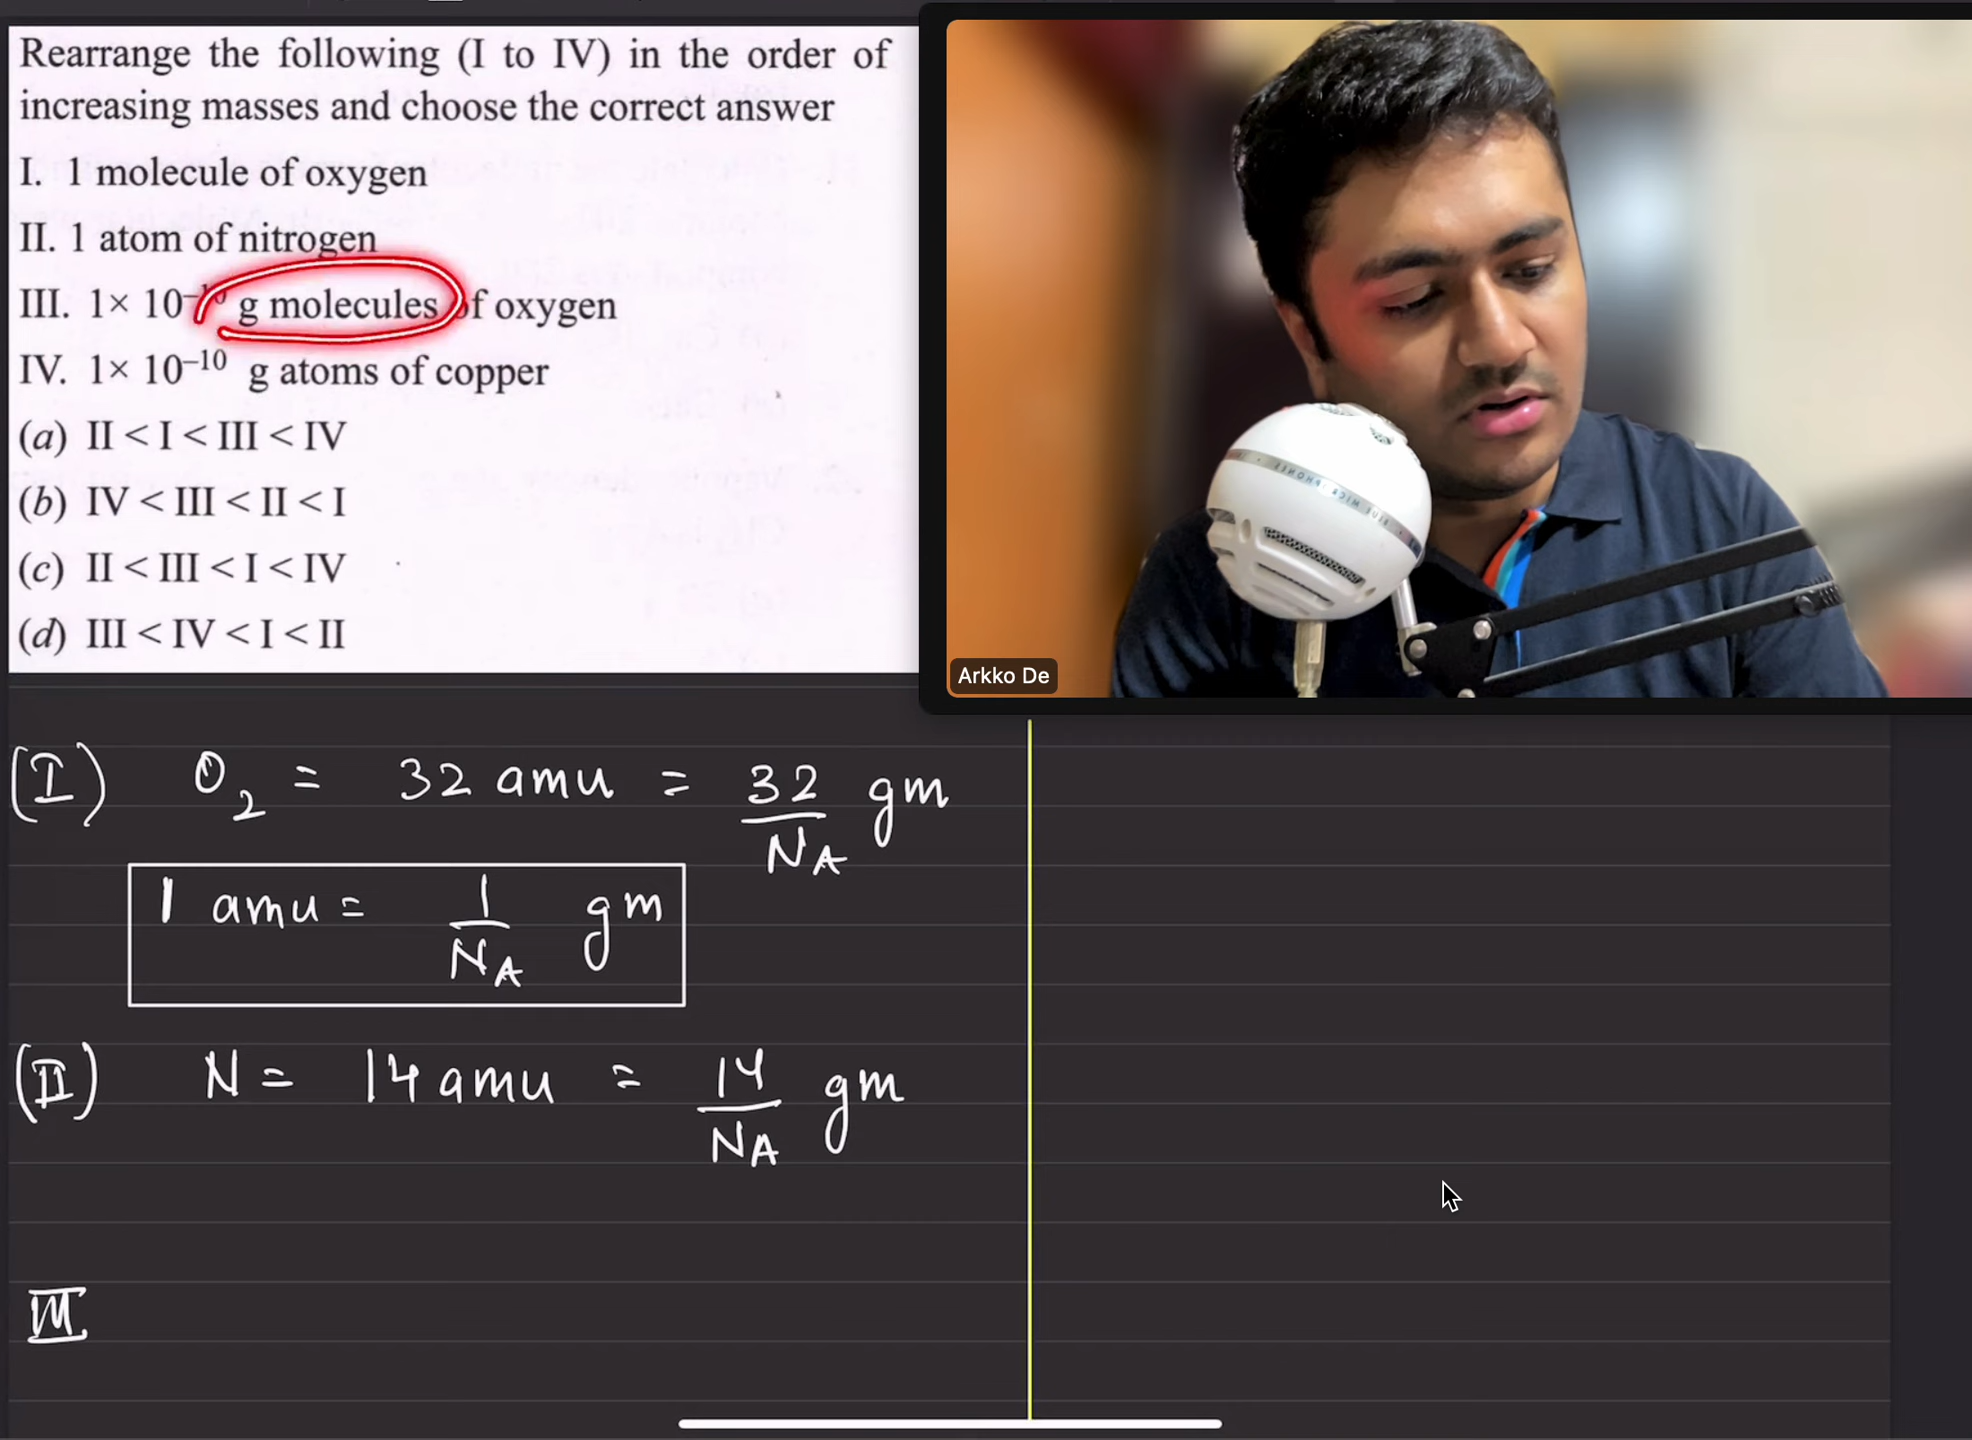 Rearrange the following (I to IV) in the order of
increasing masses and choose the correct answer
I. 1 molecule of oxygen
II. 1 atom of nitrogen
III. 1× 10⁻¹⁰ g molecules of oxygen
IV. 1× 10⁻¹⁰ g atoms of copper
(a) II < I < III < IV
(b) IV < III < II < I
(c) II < III < I < IV
(d) III < IV < I < II
Arkko De
(I) O₂ = 32 amu = 32/N_A gm
1 amu = 1/N_A gm
(II) N = 14 amu = 14/N_A gm
III